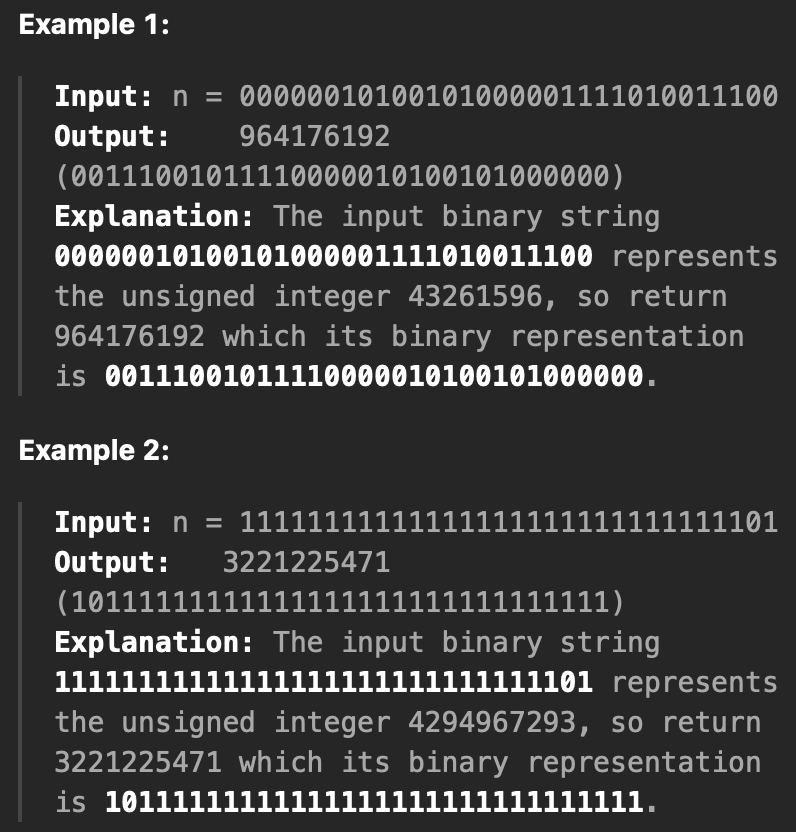 Example 1:
Input: n = 00000010100101000001111010011100
Output:    964176192
(00111001011110000010100101000000)
Explanation: The input binary string
00000010100101000001111010011100 represents
the unsigned integer 43261596, so return
964176192 which its binary representation
is 00111001011110000010100101000000.
Example 2:
Input: n = 11111111111111111111111111111101
Output:   3221225471
(10111111111111111111111111111111)
Explanation: The input binary string
11111111111111111111111111111101 represents
the unsigned integer 4294967293, so return
3221225471 which its binary representation
is 10111111111111111111111111111111.